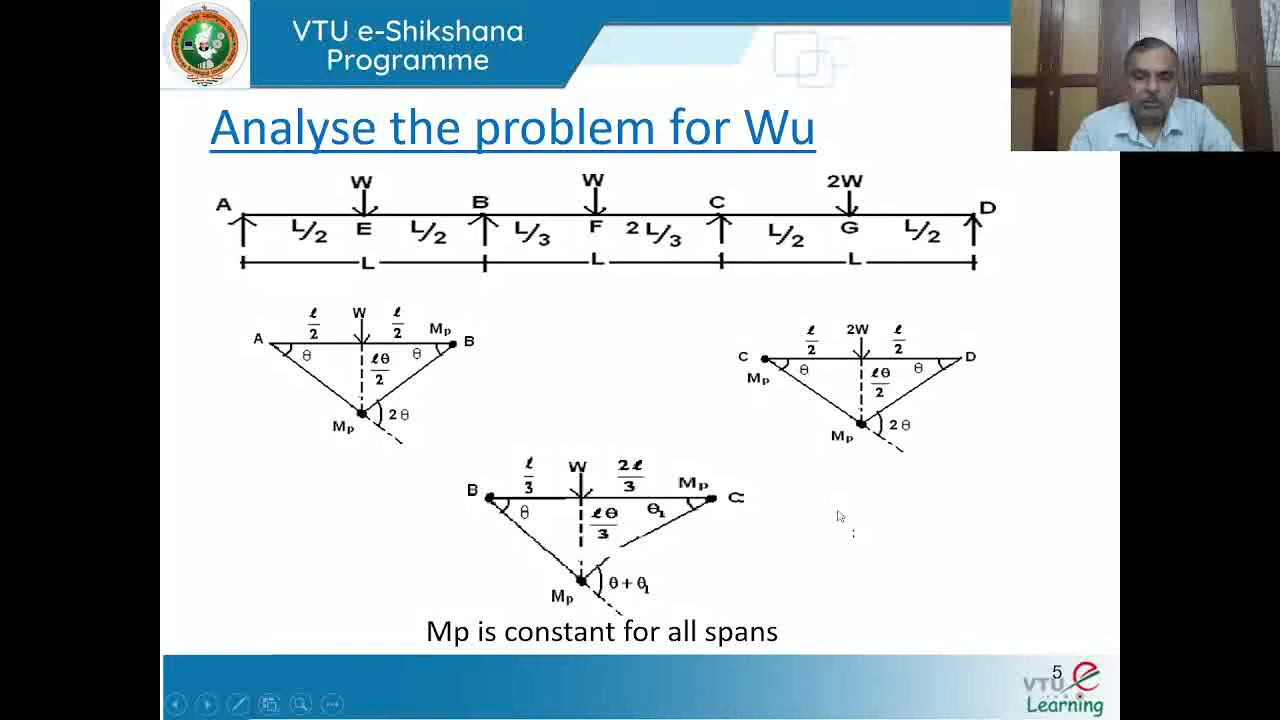 VTU e-Shikshana
Programme
Analyse the problem for Wu
A W B W C 2W D
L/2 E L/2 L/3 F 2L/3 L/2 G L/2
L L L
ℓ/2 W ℓ/2 Mp
A θ ℓθ/2 θ B
Mp 2θ
ℓ/2 2W ℓ/2
C θ ℓθ/2 θ D
Mp
Mp 2θ
ℓ/3 W 2ℓ/3 Mp
B θ ℓθ/3 θ1 C
Mp θ+θ1
Mp is constant for all spans
5
VTU e
Learning